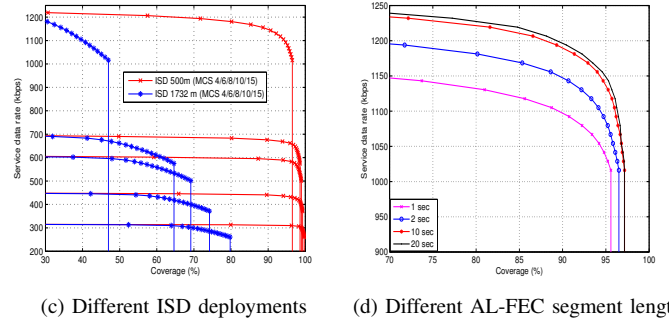 1200
1100
1000
900
800
700
600
500
400
300
200
Service data rate (kbps)
30 40 50 60 70 80 90 100
Coverage (%)
ISD 500m (MCS 4/6/8/10/15)
ISD 1732 m (MCS 4/6/8/10/15)
(c) Different ISD deployments
1250
1200
1150
1100
1050
1000
950
900
Service data rate (kbps)
70 75 80 85 90 95 100
Coverage (%)
1 sec
2 sec
10 sec
20 sec
(d) Different AL-FEC segment lengt